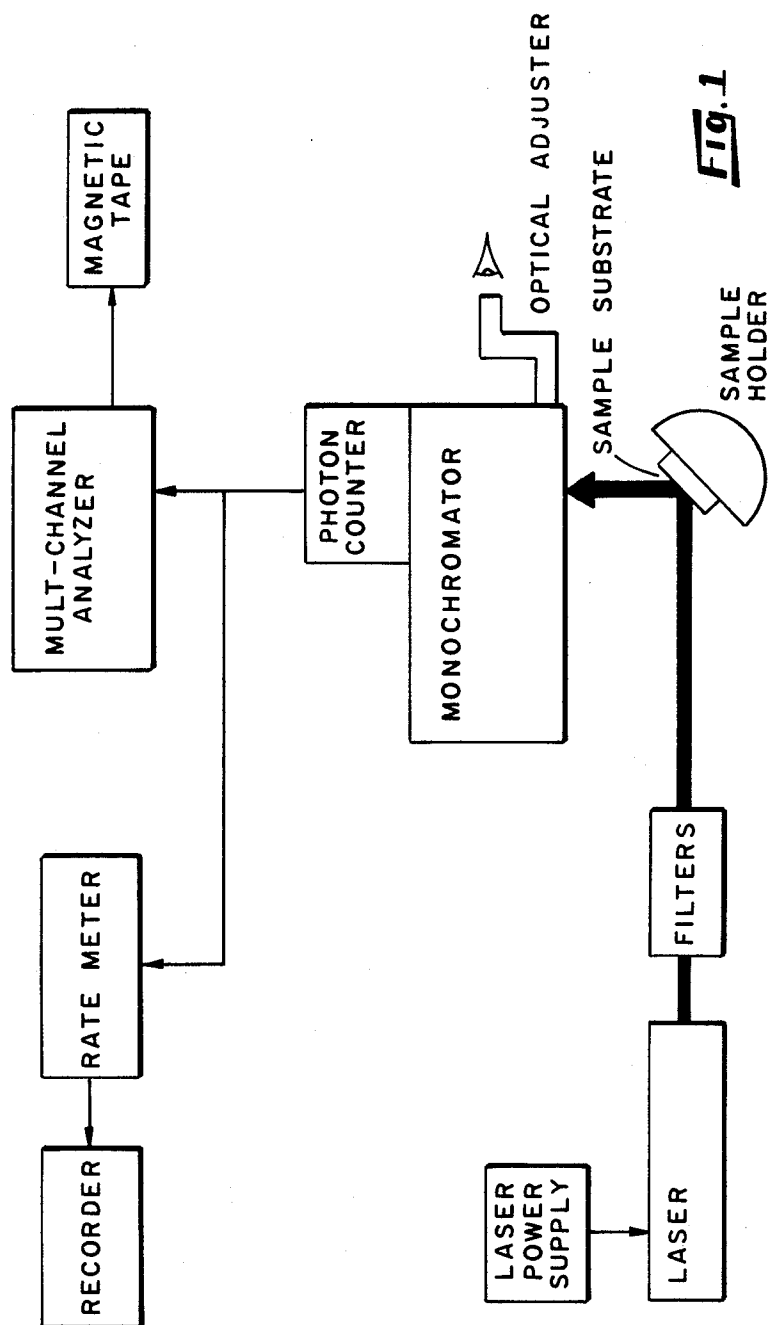 RECORDER
RATE METER
MULT-CHANNEL
ANALYZER
MAGNETIC
TAPE
PHOTON
COUNTER
MONOCHROMATOR
OPTICAL ADJUSTER
LASER
POWER
SUPPLY
LASER
FILTERS
SAMPLE SUBSTRATE
SAMPLE
HOLDER
Fig.1